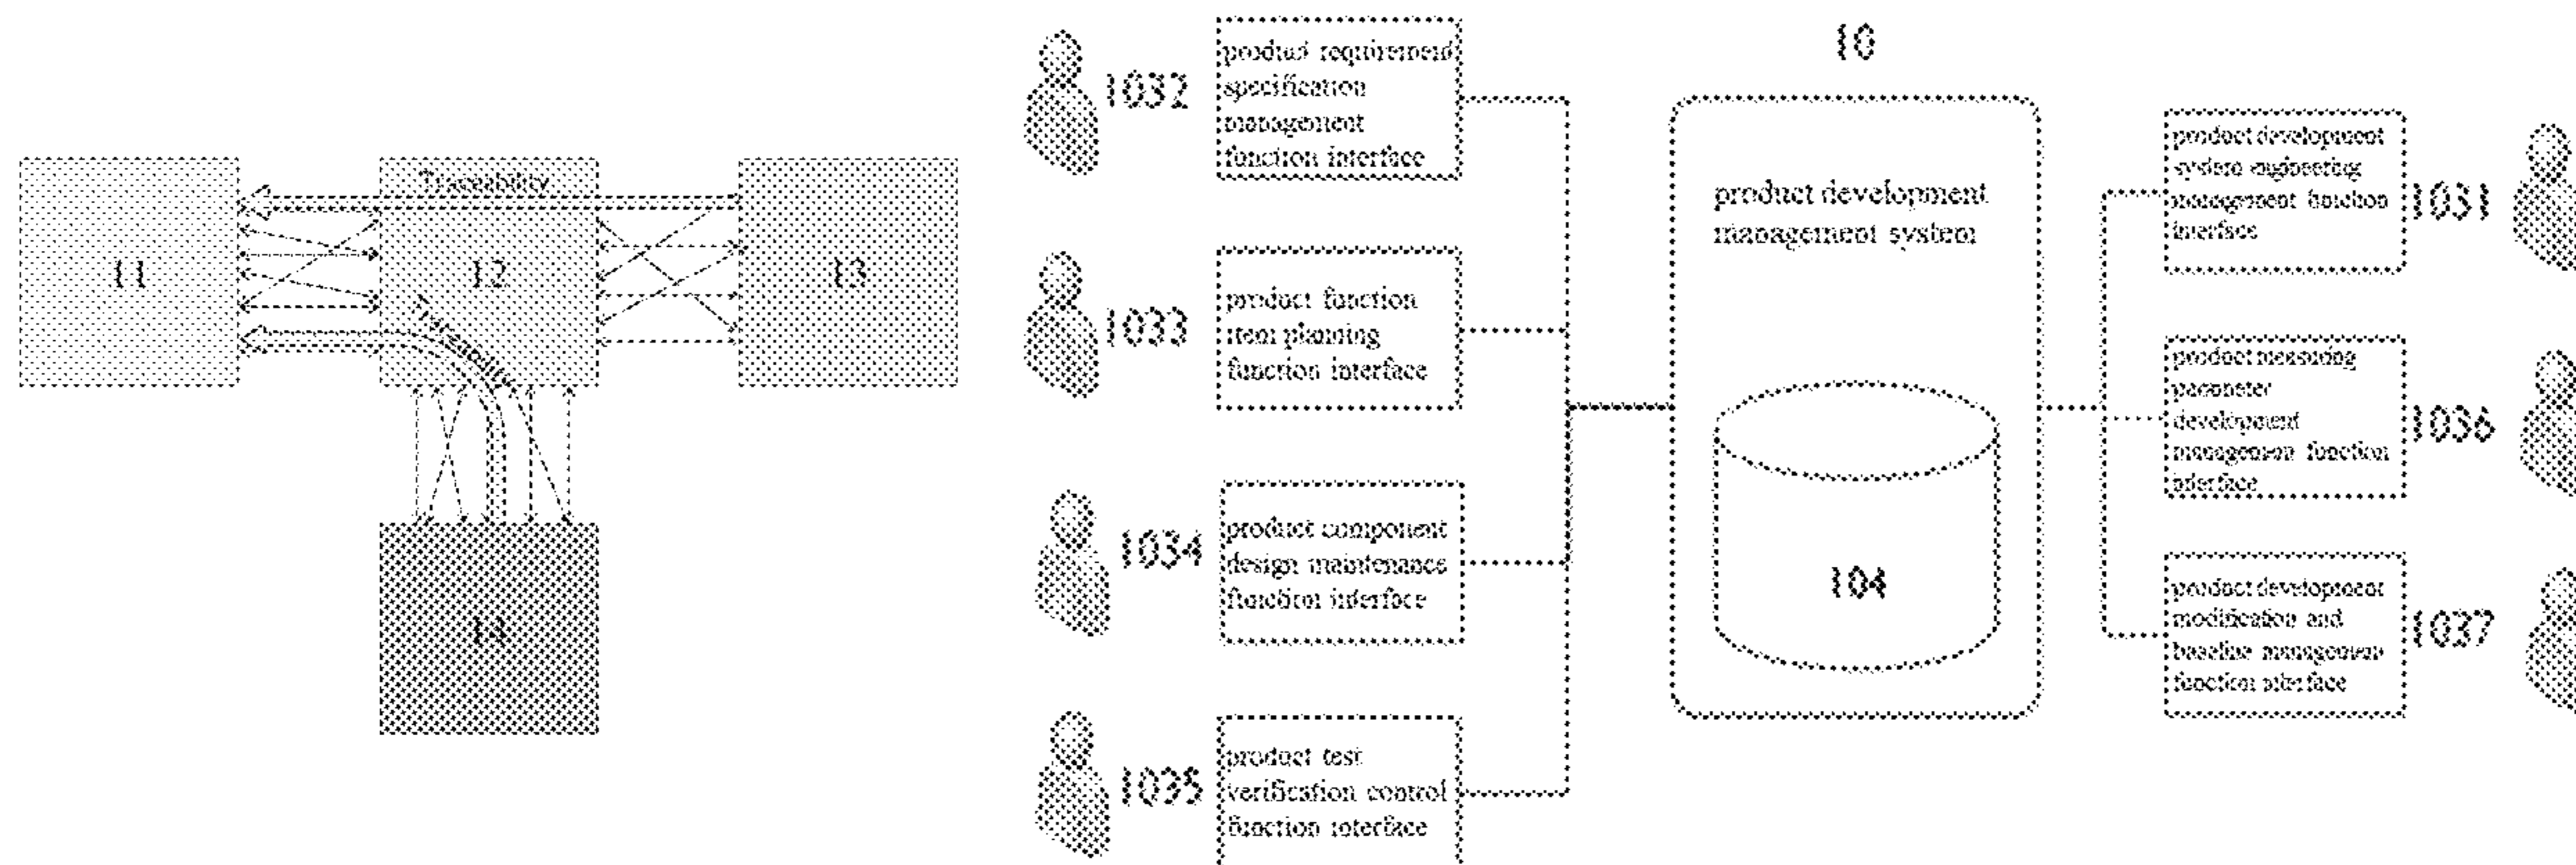 Traceability
11
12
13
Traceability
14
1032
product requirement
specification
management
function interface
1033
product function
item planning
function interface
1034
product component
design maintenance
function interface
1035
product test
verification control
function interface
10
product development
management system
104
product development
system engineering
management function
interface
1031
product measuring
parameter
development
management function
interface
1036
product development
modification and
baseline management
function interface
1037